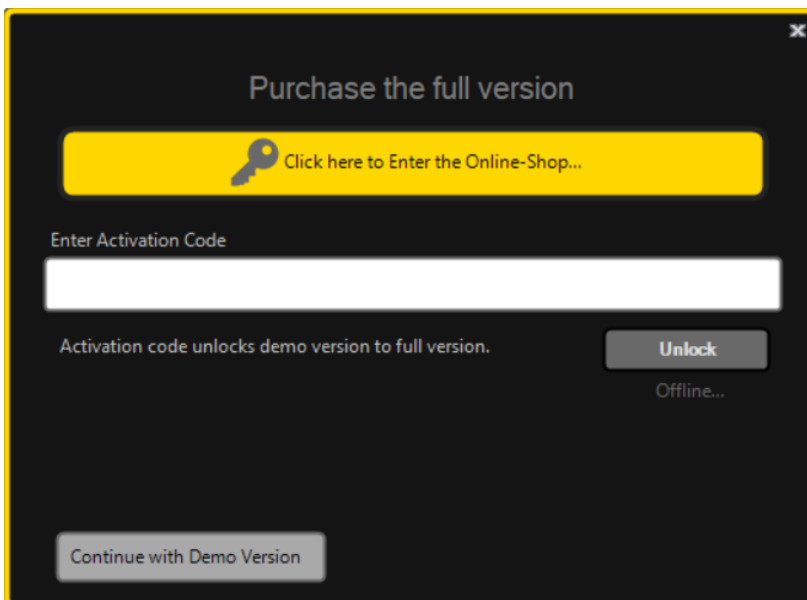 Purchase the full version
Click here to Enter the Online-Shop...
Enter Activation Code
Activation code unlocks demo version to full version.
Unlock
Offline...
Continue with Demo Version